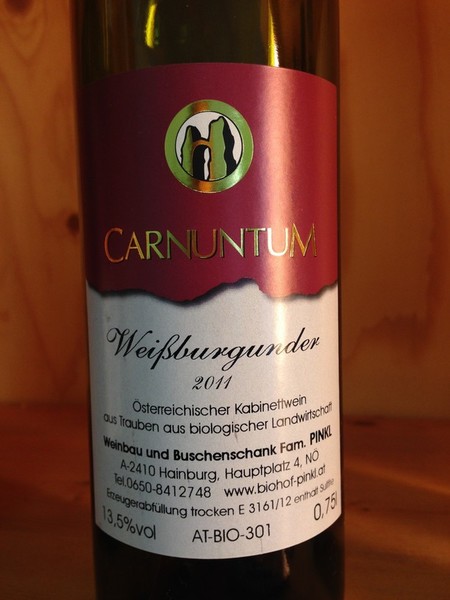 CARNUNTUM
Weißburgunder
2011
Österreichischer Kabinettwein
aus Trauben aus biologischer Landwirtschaft
Weinbau und Buschenschank Fam. PINKL
A-2410 Hainburg, Hauptplatz 4, NÖ
Tel.0650-8412748 www.biohof-pinkl.at
Erzeugerabfüllung trocken E 3161/12 enthält Sulfite
13,5%vol AT-BIO-301 0,75l